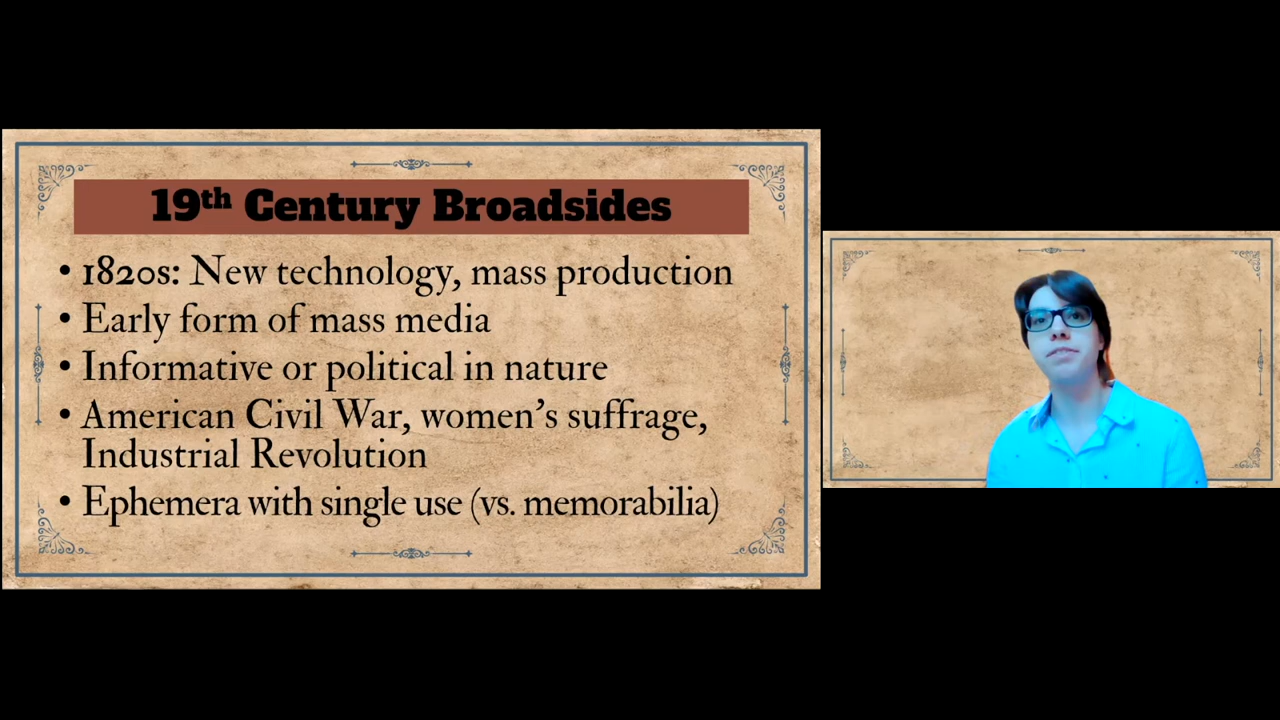 19th Century Broadsides
• 1820s: New technology, mass production
• Early form of mass media
• Informative or political in nature
• American Civil War, women’s suffrage,
Industrial Revolution
• Ephemera with single use (vs. memorabilia)